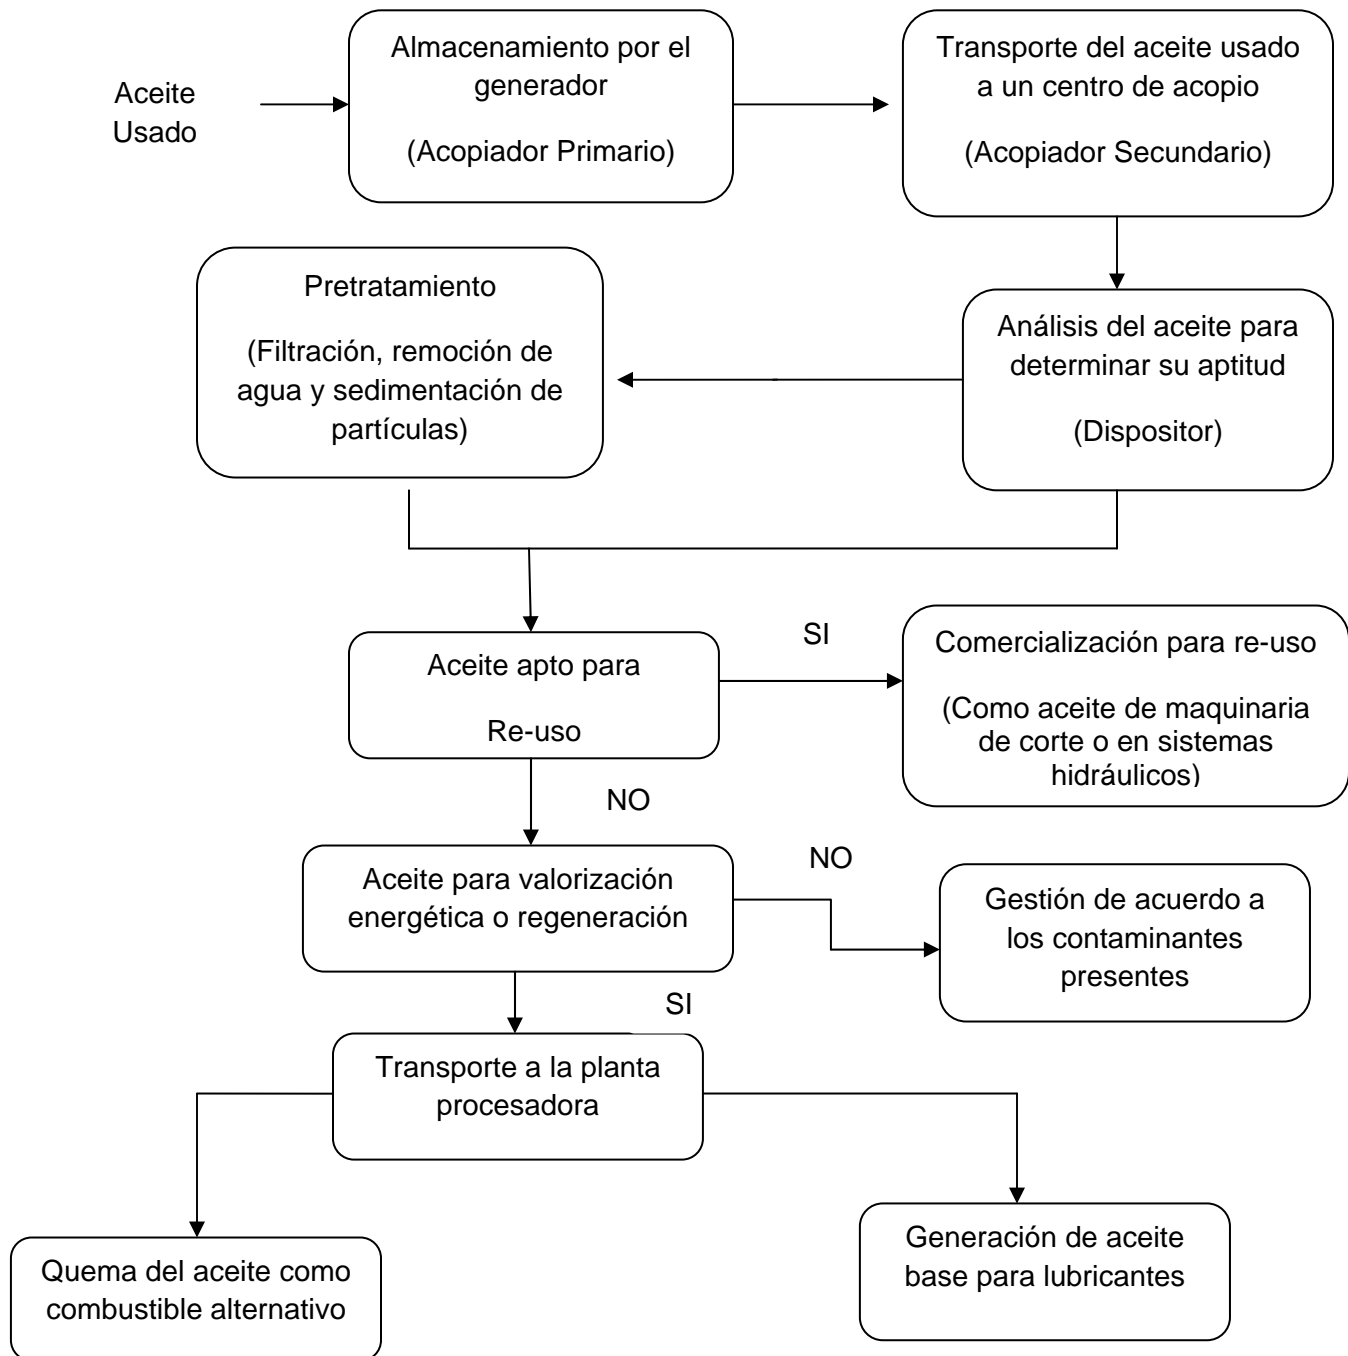 Aceite
Usado
Almacenamiento por el
generador
(Acopiador Primario)
Transporte del aceite usado
a un centro de acopio
(Acopiador Secundario)
Pretratamiento
(Filtración, remoción de
agua y sedimentación de
partículas)
Análisis del aceite para
determinar su aptitud
(Dispositor)
Aceite apto para
Re-uso
SI
Comercialización para re-uso
(Como aceite de maquinaria
de corte o en sistemas
hidráulicos)
NO
Aceite para valorización
energética o regeneración
NO
Gestión de acuerdo a
los contaminantes
presentes
SI
Transporte a la planta
procesadora
Quema del aceite como
combustible alternativo
Generación de aceite
base para lubricantes